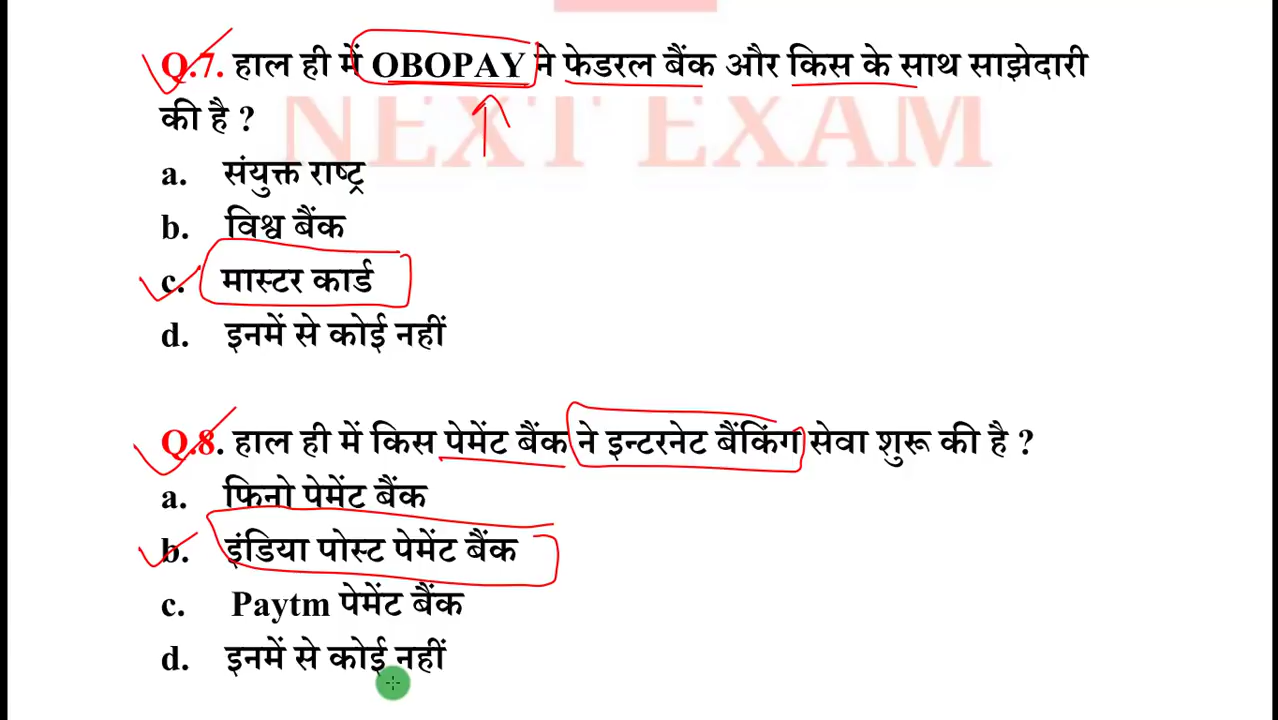 Q.7. हाल ही में OBOPAY ने फेडरल बैंक और किस के साथ साझेदारी
की है ?
NEXT EXAM
a. संयुक्त राष्ट्र
b. विश्व बैंक
c. मास्टर कार्ड
d. इनमें से कोई नहीं
Q.8. हाल ही में किस पेमेंट बैंक ने इन्टरनेट बैंकिंग सेवा शुरू की है ?
a. फिनो पेमेंट बैंक
b. इंडिया पोस्ट पेमेंट बैंक
c. Paytm पेमेंट बैंक
d. इनमें से कोई नहीं